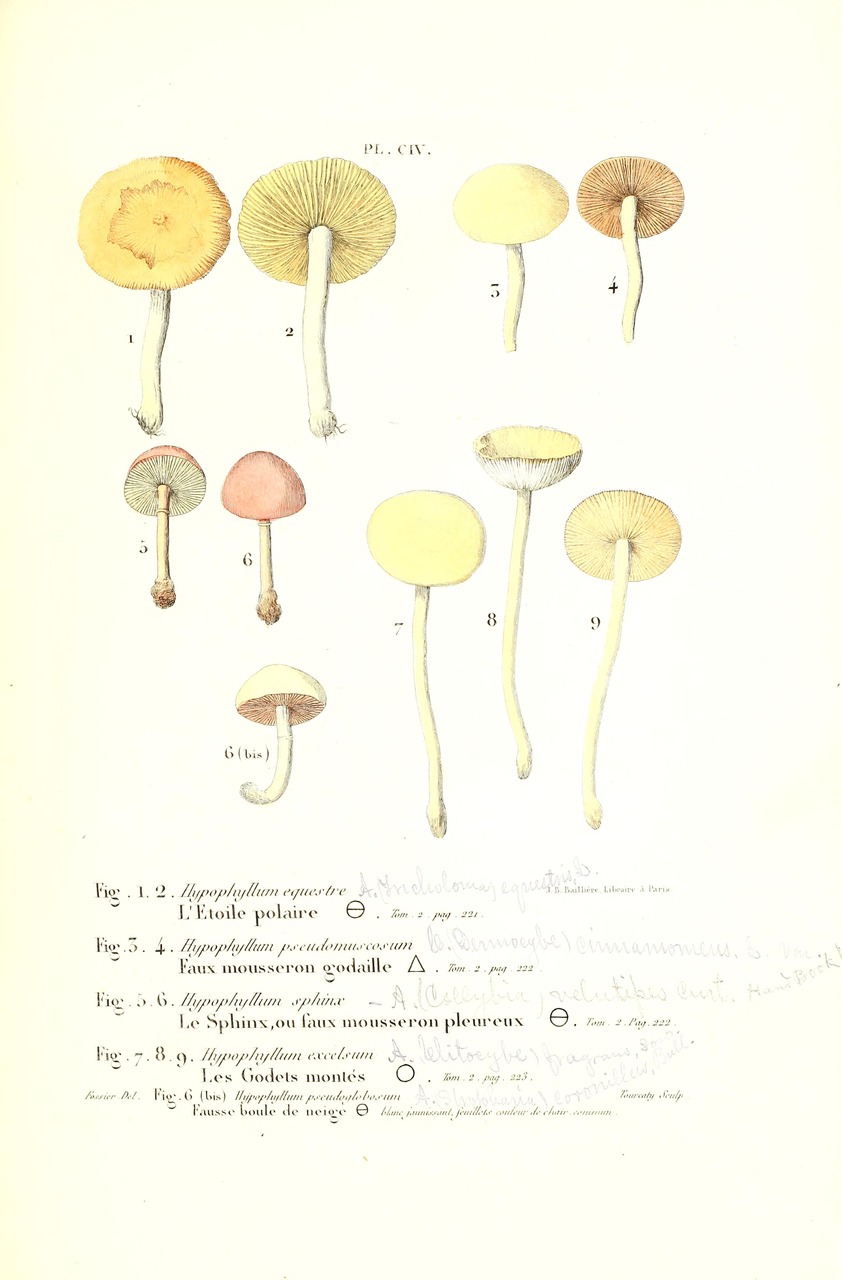 PL. CIV.
1
2
3
4
5
6
7
8
9
6 (bis)
Fig. 1. 2. Hypophyllum equestre A. (Tricholoma) equestris, L.
J. B. Baillière, Libraire à Paris.
L'Etoile polaire ⊖. Tom. 2. pag. 221.
Fig. 3. 4. Hypophyllum pseudomuscosum (Dermocybe) cinnamomeus, L. var.
Faux mousseron godaille △. Tom. 2. pag. 222
Fig. 5. 6. Hypophyllum sphinx – A. (Collybia) velutipes Curt. Hand Book
Le Sphinx, ou faux mousseron pleureux ⊖. Tom. 2. Pag. 222.
Fig. 7. 8. 9. Hypophyllum excelsum A. Clitocybe) fragrans, Sow.
Les Godets montés ○. Tom. 2. pag. 223.
Fossier Del. Fig. 6 (bis) Hypophyllum pseudoglobosum A. (Psalliota) coronillus, Bull.
Tourcaty Sculp.
Fausse boule de neige ⊖ blanc jaunissant, feuillets couleur de chair. commun.